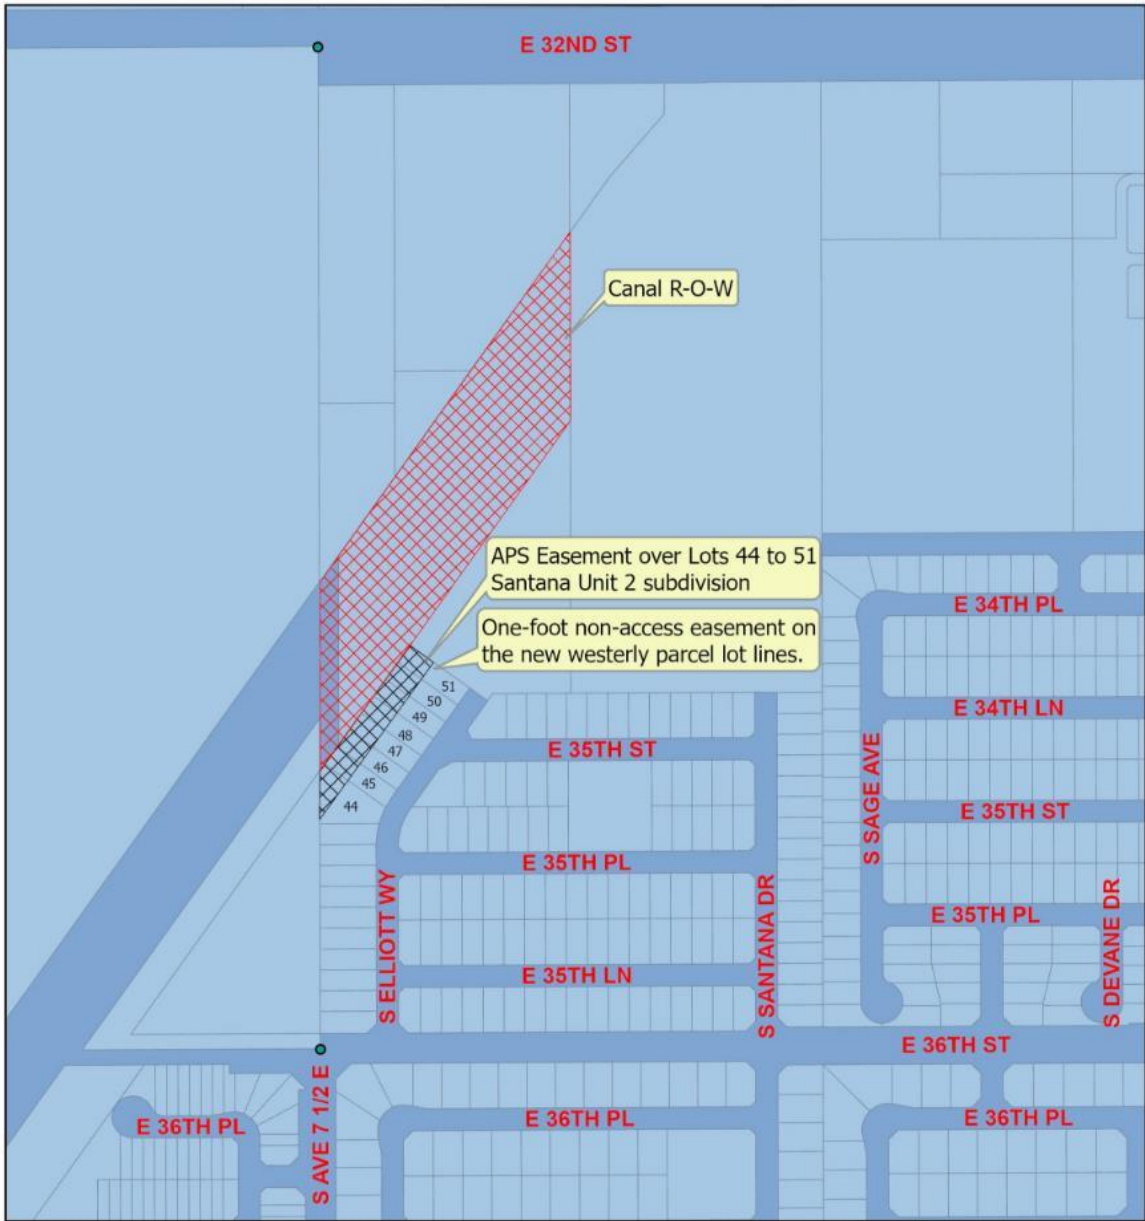 E 32ND ST
Canal R-O-W
APS Easement over Lots 44 to 51
Santana Unit 2 subdivision
One-foot non-access easement on
the new westerly parcel lot lines.
51
50
49
48
47
46
45
44
E 34TH PL
E 34TH LN
E 35TH ST
E 35TH ST
S SAGE AVE
E 35TH PL
E 35TH PL
S ELLIOTT WY
S SANTANA DR
S DEVANE DR
E 35TH LN
E 36TH ST
S AVE 7 1/2 E
E 36TH PL
E 36TH PL
E 36TH PL